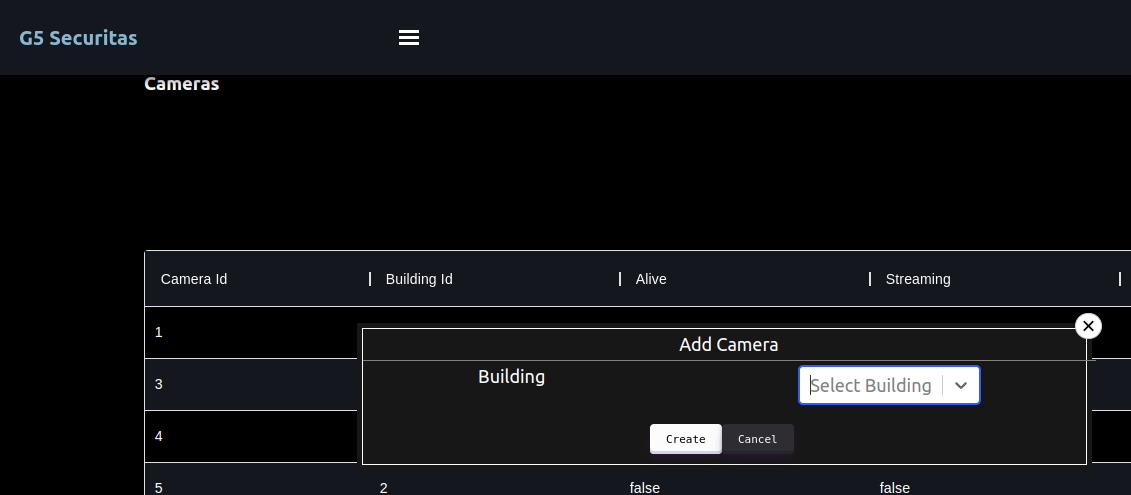 G5 Securitas
Cameras
Camera Id Building Id Alive Streaming
1
Add Camera
Building Select Building
3
4
Create Cancel
5 2 false false